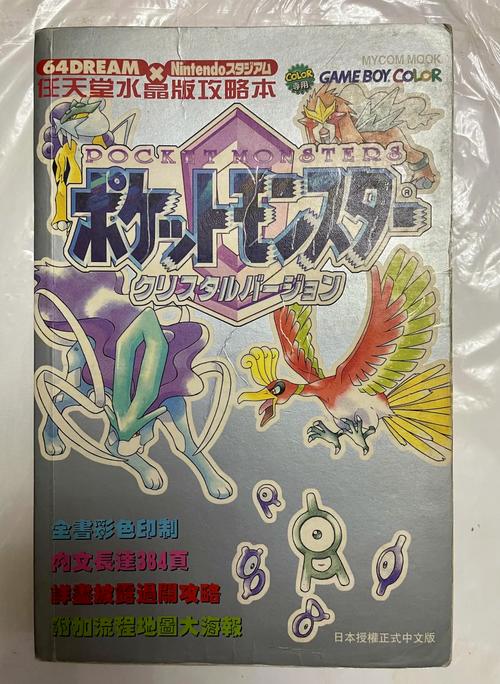 64DREAM × Nintendoスタジアム
任天堂水晶版攻略本
COLOR専用
MYCOM MOOK
GAME BOY COLOR
POCKET MONSTERS
ポケットモンスター®
クリスタルバージョン
全書彩色印制
內文長達384頁
詳盡披露過關攻略
附加流程地圖大海報
日本授權正式中文版